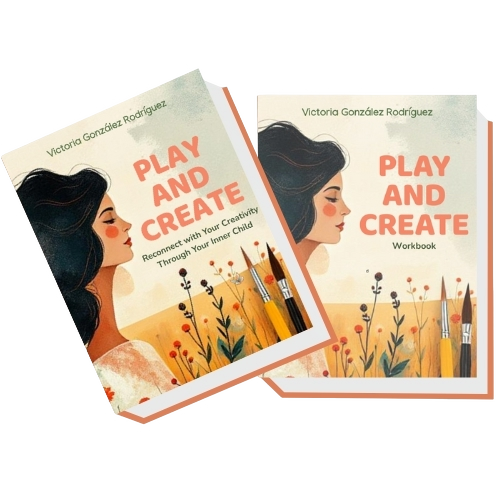 Victoria González Rodríguez
PLAY
AND
CREATE
Reconnect with Your Creativity
Through Your Inner Child
Victoria González Rodríguez
PLAY
AND
CREATE
Workbook